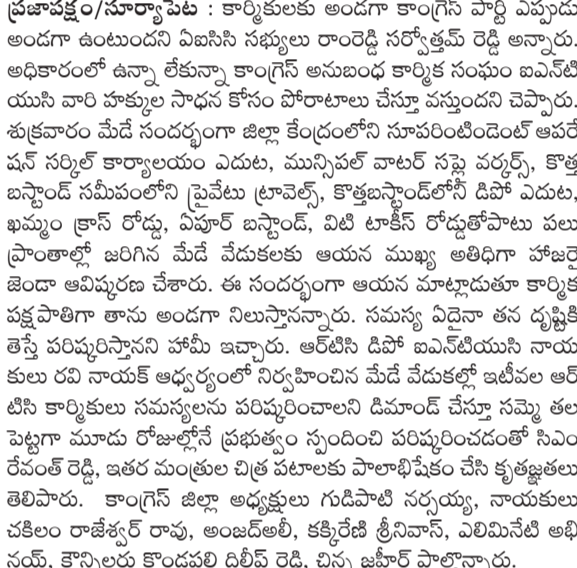 ప్రజాపక్షం/సూర్యాపేట : కార్మికులకు అండగా కాంగ్రెస్ పార్టీ ఎప్పుడు
అండగా ఉంటుందని ఏఐసిసి సభ్యులు రాంరెడ్డి సర్వోత్తమ్ రెడ్డి అన్నారు.
అధికారంలో ఉన్నా లేకున్నా కాంగ్రెస్ అనుబంధ కార్మిక సంఘం ఐఎన్‌టి
యుసి వారి హక్కుల సాధన కోసం పోరాటాలు చేస్తూ వస్తుందని చెప్పారు.
శుక్రవారం మేడే సందర్భంగా జిల్లా కేంద్రంలోని సూపరింటిండెంట్ ఆపరే
షన్ సర్కిల్ కార్యాలయం ఎదుట, మున్సిపల్ వాటర్ సప్లై వర్కర్స్, కొత్త
బస్టాండ్ సమీపంలోని ప్రైవేటు ట్రావెల్స్, కొత్తబస్టాండ్‌లోని డిపో ఎదుట,
ఖమ్మం క్రాస్ రోడ్డు, ఏపూర్ బస్టాండ్, విటి టాకీస్ రోడ్డుతోపాటు పలు
ప్రాంతాల్లో జరిగిన మేడే వేడుకలకు ఆయన ముఖ్య అతిధిగా హాజరై
జెండా ఆవిష్కరణ చేశారు. ఈ సందర్భంగా ఆయన మాట్లాడుతూ కార్మిక
పక్షపాతిగా తాను అండగా నిలుస్తానన్నారు. సమస్య ఏదైనా తన దృష్టికి
తెస్తే పరిష్కరిస్తానని హామీ ఇచ్చారు. ఆర్‌టిసి డిపో ఐఎన్‌టియుసి నాయ
కులు రవి నాయక్ ఆధ్వర్యంలో నిర్వహించిన మేడే వేడుకల్లో ఇటీవల ఆర్
టిసి కార్మికులు సమస్యలను పరిష్కరించాలని డిమాండ్ చేస్తూ సమ్మె తల
పెట్టగా మూడు రోజుల్లోనే ప్రభుత్వం స్పందించి పరిష్కరించడంతో సిఎం
రేవంత్ రెడ్డి, ఇతర మంత్రుల చిత్ర పటాలకు పాలాభిషేకం చేసి కృతజ్ఞతలు
తెలిపారు. కాంగ్రెస్ జిల్లా అధ్యక్షులు గుడిపాటి నర్సయ్య, నాయకులు
చకిలం రాజేశ్వర్ రావు, అంజద్‌అలీ, కక్కిరేణి శ్రీనివాస్, ఎలిమినేటి అభి
నయ్, కౌన్సిలర్లు కొండపల్లి దిలీప్ రెడ్డి, చిన్న జహీర్ పాల్గొన్నారు.